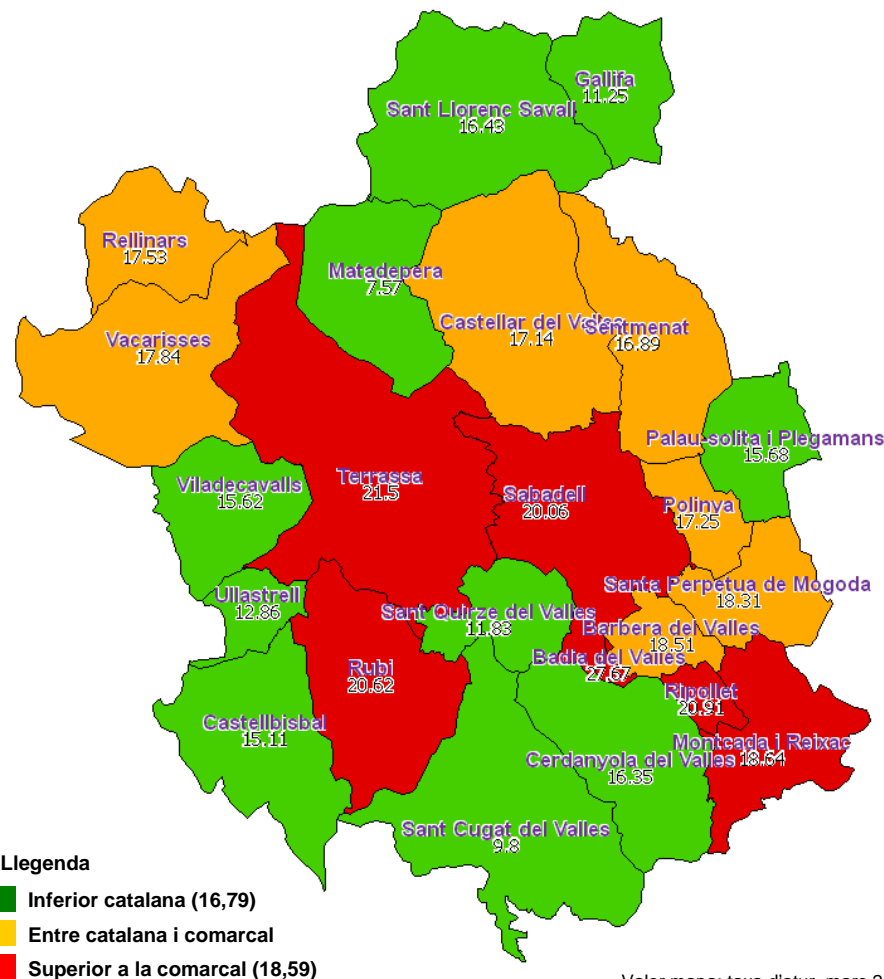 Gallifa
11.25
Sant Llorenc Savall
16.43
Rellinars
17.53
Matadepera
7.57
Castellar del Valles
17.14
Sentmenat
16.89
Vacarisses
17.84
Palau-solita i Plegamans
15.68
Viladecavalls
15.62
Terrassa
21.5
Sabadell
20.06
Polinya
17.25
Ullastrell
12.86
Santa Perpetua de Mogoda
18.31
Sant Quirze del Valles
11.83
Barbera del Valles
18.51
Badia del Valles
27.67
Rubi
20.62
Ripollet
20.91
Castellbisbal
15.11
Montcada i Reixac
18.64
Cerdanyola del Valles
16.35
Sant Cugat del Valles
9.8
Llegenda
Inferior catalana (16,79)
Entre catalana i comarcal
Superior a la comarcal (18,59)